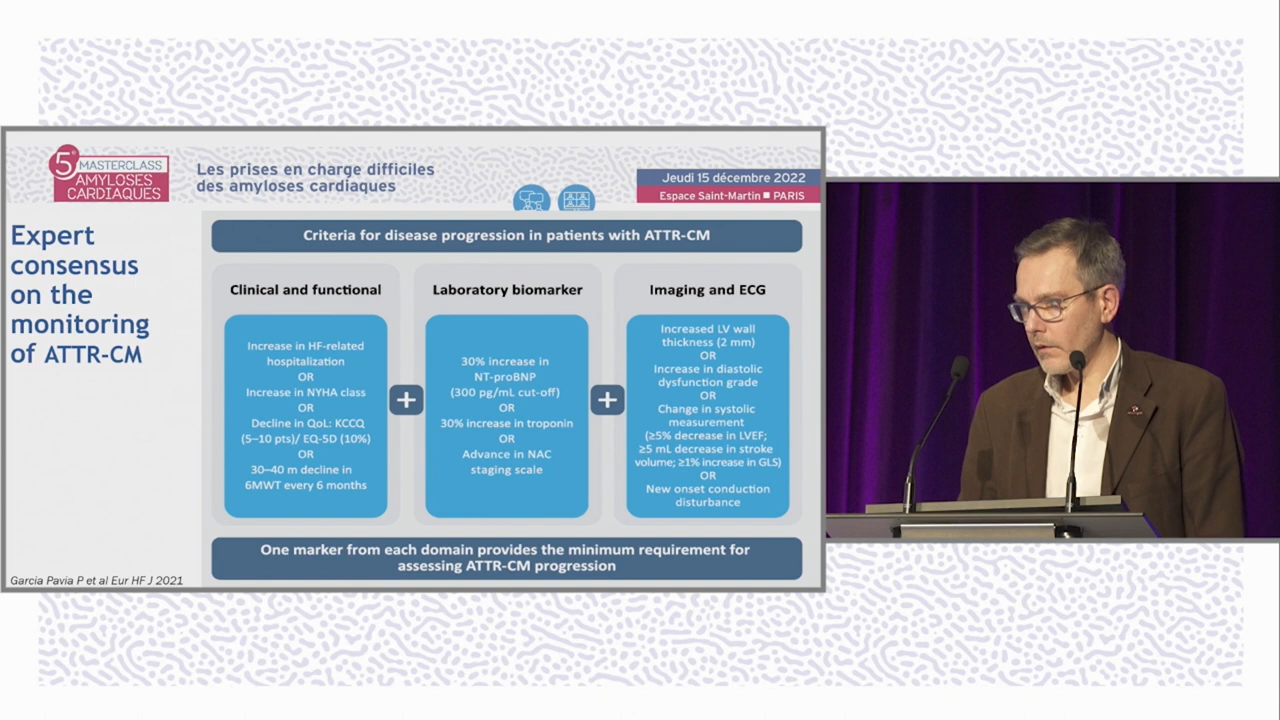 5e MASTERCLASS
AMYLOSES
CARDIAQUES
Les prises en charge difficiles
des amyloses cardiaques
Jeudi 15 décembre 2022
Espace Saint-Martin ■ PARIS
Expert
consensus
on the
monitoring
of ATTR-CM
Criteria for disease progression in patients with ATTR-CM
Clinical and functional
Increase in HF-related
hospitalization
OR
Increase in NYHA class
OR
Decline in QoL: KCCQ
(5–10 pts)/ EQ-5D (10%)
OR
30–40 m decline in
6MWT every 6 months
+
Laboratory biomarker
30% increase in
NT-proBNP
(300 pg/mL cut-off)
OR
30% increase in troponin
OR
Advance in NAC
staging scale
+
Imaging and ECG
Increased LV wall
thickness (2 mm)
OR
Increase in diastolic
dysfunction grade
OR
Change in systolic
measurement
(≥5% decrease in LVEF;
≥5 mL decrease in stroke
volume; ≥1% increase in GLS)
OR
New onset conduction
disturbance
One marker from each domain provides the minimum requirement for
assessing ATTR-CM progression
Garcia Pavia P et al Eur HF J 2021